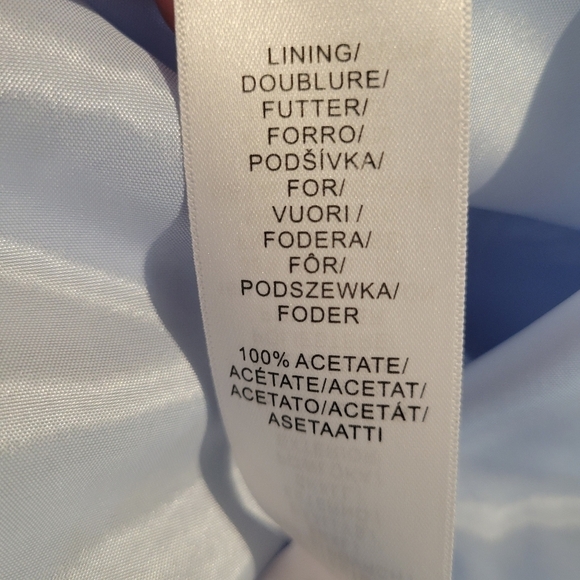 LINING/
DOUBLURE/
FUTTER/
FORRO/
PODŠÍVKA/
FOR/
VUORI /
FODERA/
FÔR/
PODSZEWKA/
FODER
100% ACETATE/
ACÉTATE/ACETAT/
ACETATO/ACETÁT/
ASETAATTI